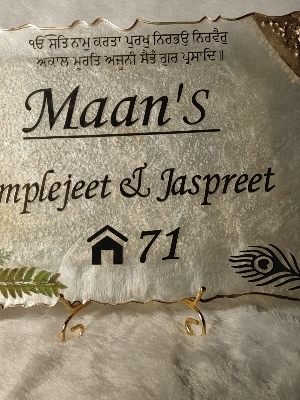 ੴ ਸਤਿ ਨਾਮੁ ਕਰਤਾ ਪੁਰਖੁ ਨਿਰਭਉ ਨਿਰਵੈਰੁ
ਅਕਾਲ ਮੂਰਤਿ ਅਜੂਨੀ ਸੈਭੰ ਗੁਰ ਪ੍ਰਸਾਦਿ॥
Maan's
mplejeet & Jaspreet
71